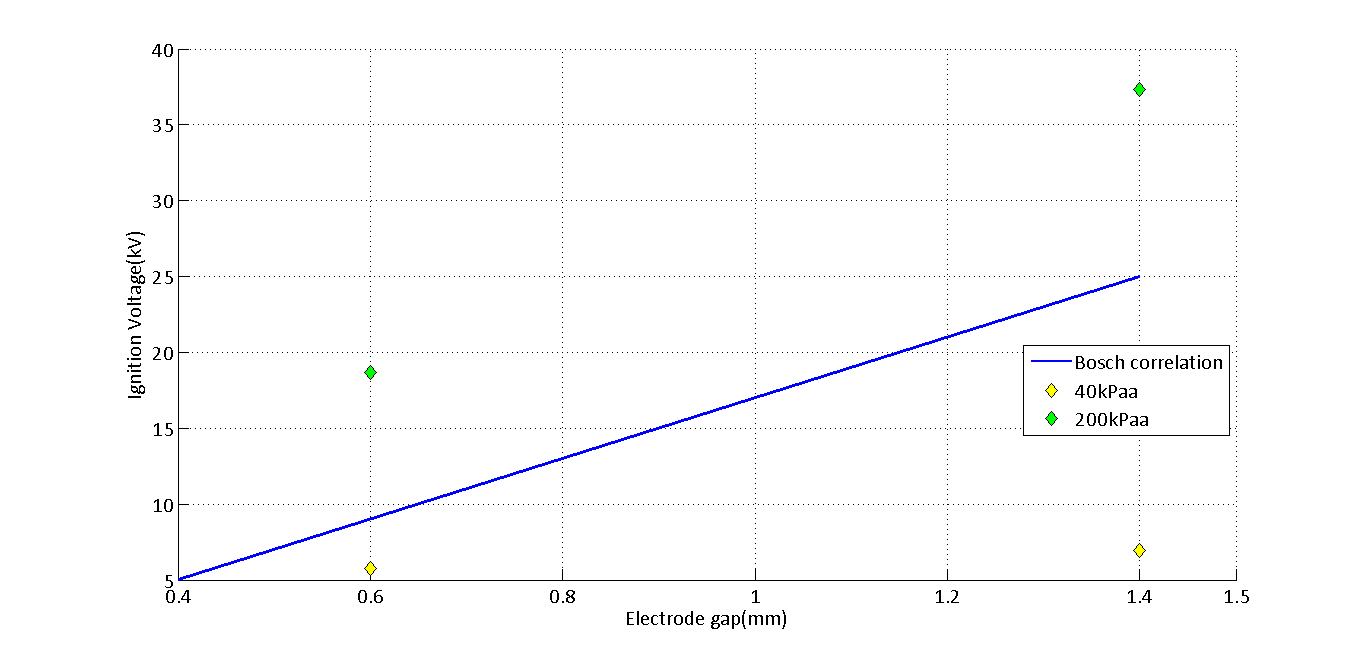 40
35
30
25
20
15
10
5
Ignition Voltage(kV)
0.4 0.6 0.8 1 1.2 1.4 1.5
Electrode gap(mm)
Bosch correlation
40kPaa
200kPaa